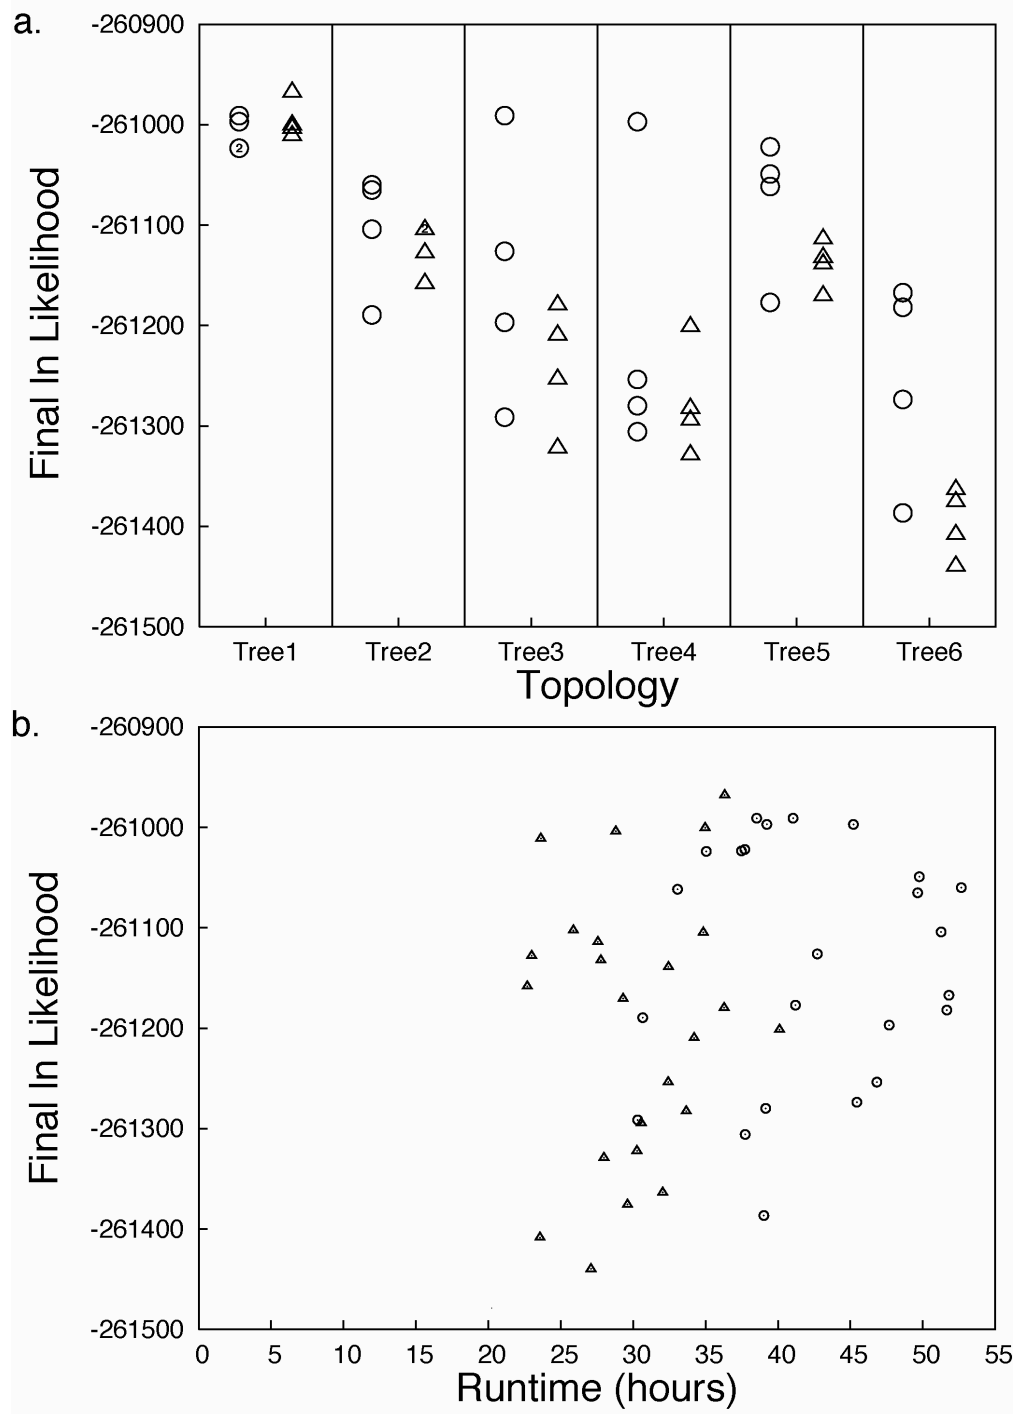 a.
-260900
-261000
-261100
-261200
-261300
-261400
-261500
Final ln Likelihood
2
2
Tree1 Tree2 Tree3 Tree4 Tree5 Tree6
Topology
b.
-260900
-261000
-261100
-261200
-261300
-261400
-261500
Final ln Likelihood
0 5 10 15 20 25 30 35 40 45 50 55
Runtime (hours)